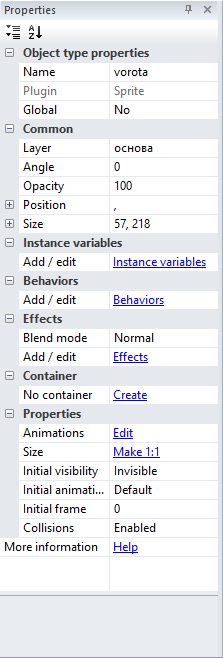 Properties
Object type properties
Name vorota
Plugin Sprite
Global No
Common
Layer основа
Angle 0
Opacity 100
Position ,
Size 57, 218
Instance variables
Add / edit Instance variables
Behaviors
Add / edit Behaviors
Effects
Blend mode Normal
Add / edit Effects
Container
No container Create
Properties
Animations Edit
Size Make 1:1
Initial visibility Invisible
Initial animati... Default
Initial frame 0
Collisions Enabled
More information Help